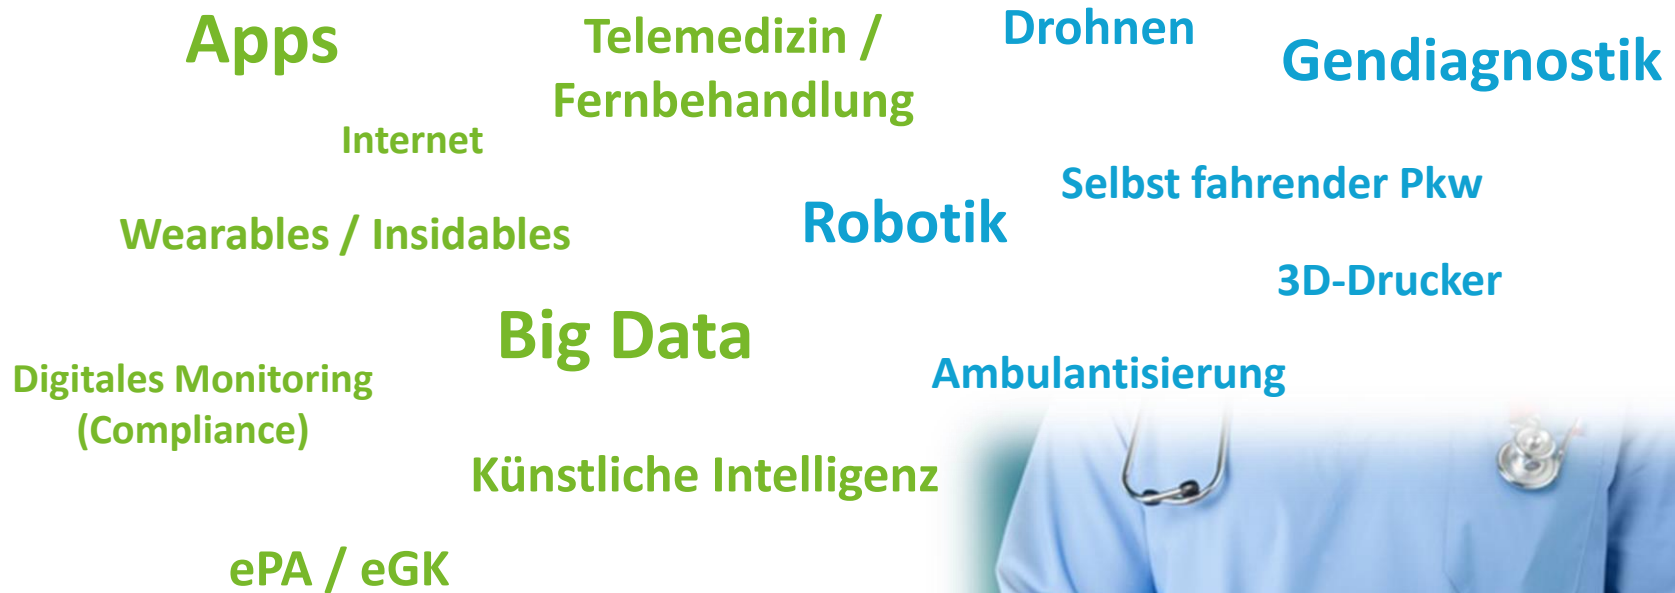 Apps
Telemedizin /
Fernbehandlung
Drohnen
Gendiagnostik
Internet
Selbst fahrender Pkw
Wearables / Insidables
Robotik
3D-Drucker
Big Data
Digitales Monitoring
(Compliance)
Ambulantisierung
Künstliche Intelligenz
ePA / eGK